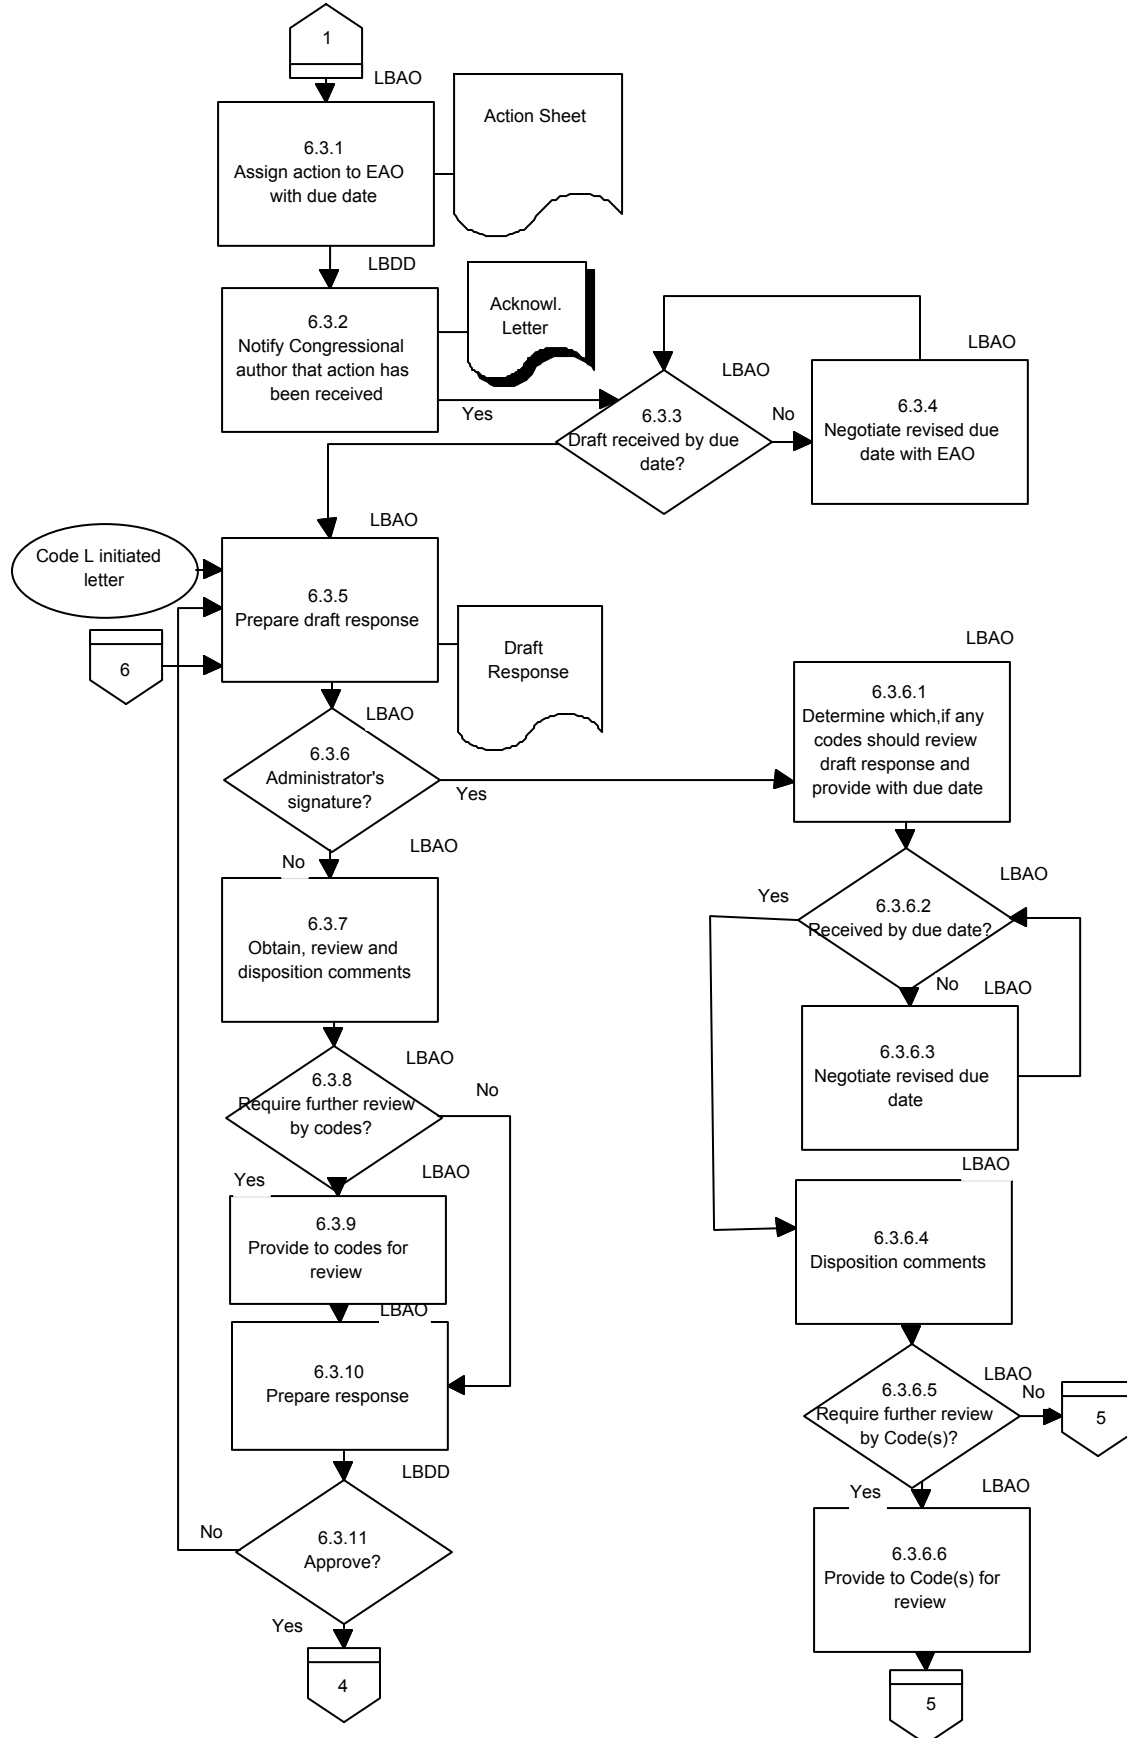 1
LBAO
6.3.1
Assign action to EAO
with due date
Action Sheet
LBDD
6.3.2
Notify Congressional
author that action has
been received
Acknowl.
Letter
Yes
LBAO
6.3.3
Draft received by due
date?
No
LBAO
6.3.4
Negotiate revised due
date with EAO
Code L initiated
letter
6
LBAO
6.3.5
Prepare draft response
Draft
Response
LBAO
6.3.6
Administrator's
signature?
Yes
No
LBAO
6.3.7
Obtain, review and
disposition comments
LBAO
6.3.8
Require further review
by codes?
No
Yes
LBAO
6.3.9
Provide to codes for
review
LBAO
6.3.10
Prepare response
LBDD
6.3.11
Approve?
No
Yes
4
LBAO
6.3.6.1
Determine which,if any
codes should review
draft response and
provide with due date
LBAO
6.3.6.2
Received by due date?
Yes
No
LBAO
6.3.6.3
Negotiate revised due
date
LBAO
6.3.6.4
Disposition comments
LBAO
6.3.6.5
Require further review
by Code(s)?
No
5
Yes
LBAO
6.3.6.6
Provide to Code(s) for
review
5